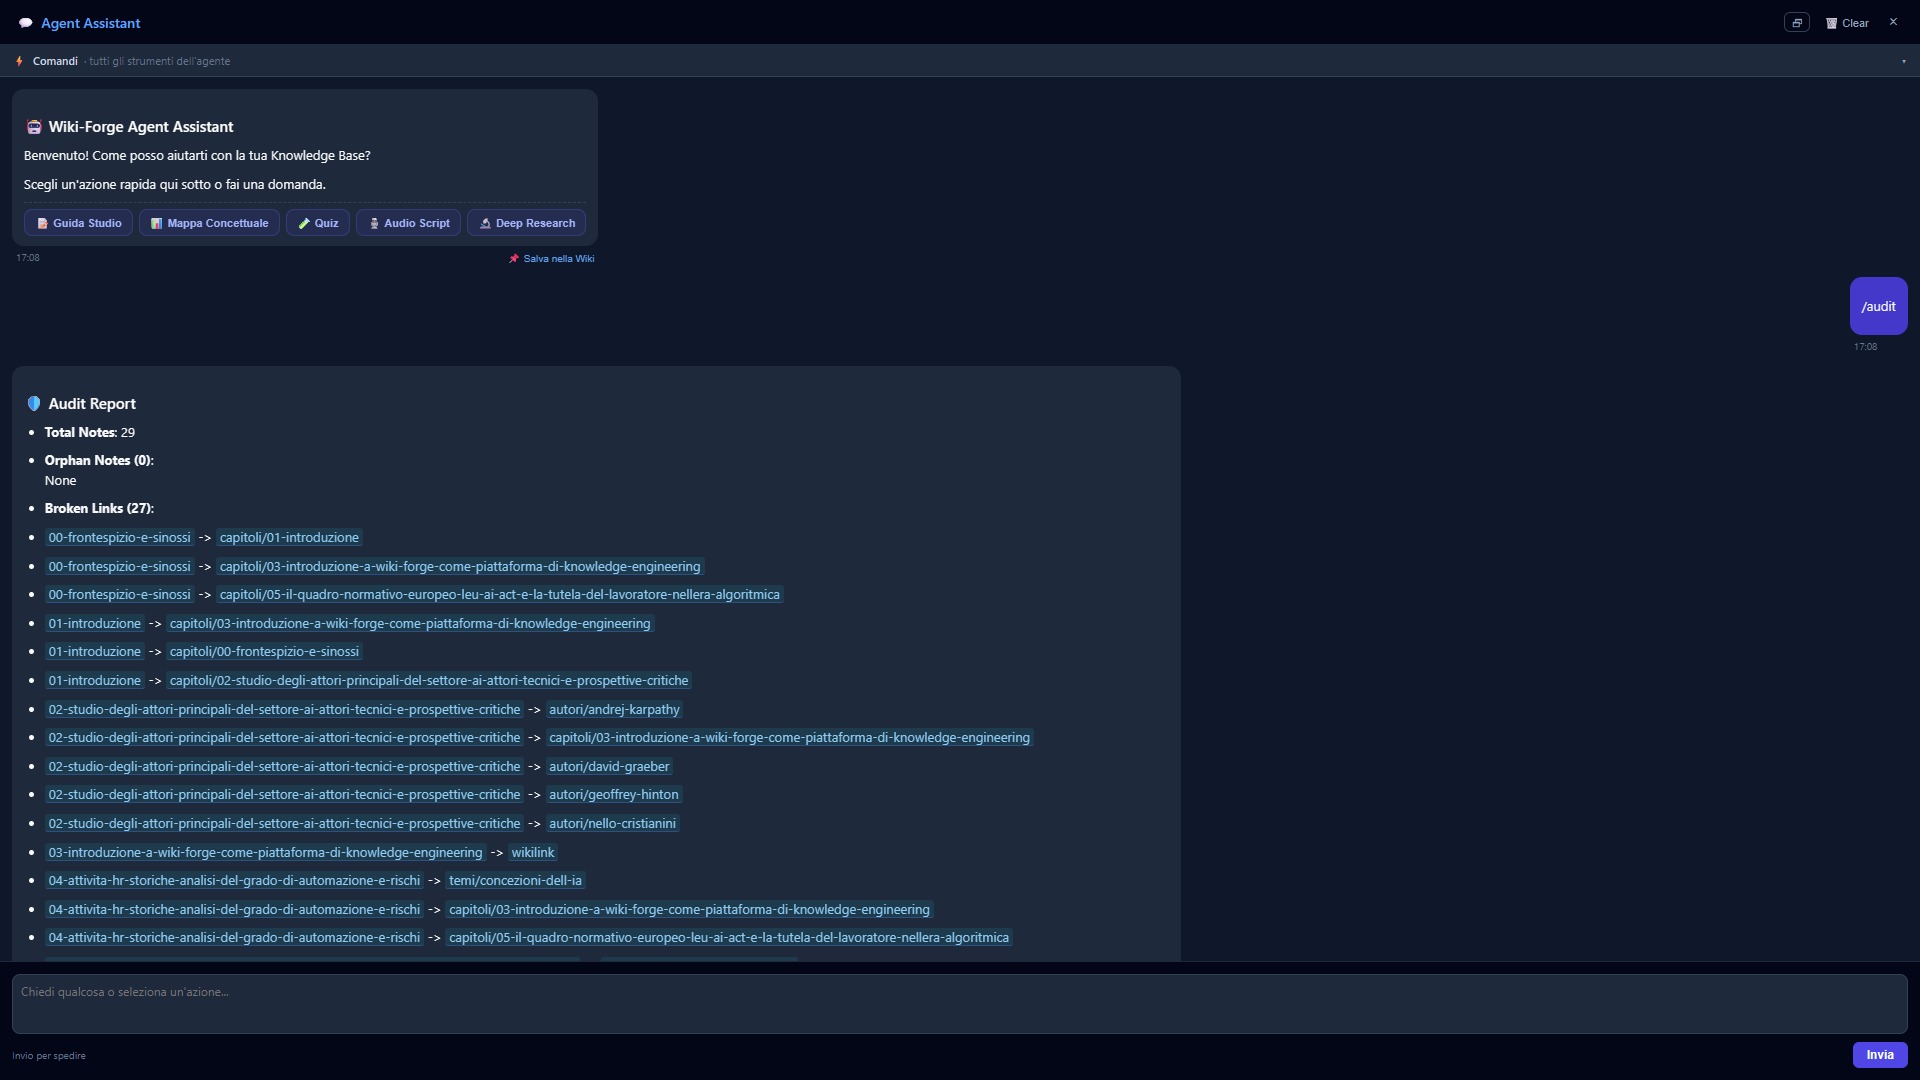 Agent Assistant
Clear ×
Comandi · tutti gli strumenti dell'agente
Wiki-Forge Agent Assistant
Benvenuto! Come posso aiutarti con la tua Knowledge Base?
Scegli un'azione rapida qui sotto o fai una domanda.
Guida Studio Mappa Concettuale Quiz Audio Script Deep Research
17:08 Salva nella Wiki
/audit
17:08
Audit Report
• Total Notes: 29
• Orphan Notes (0):
None
• Broken Links (27):
• 00-frontespizio-e-sinossi -> capitoli/01-introduzione
• 00-frontespizio-e-sinossi -> capitoli/03-introduzione-a-wiki-forge-come-piattaforma-di-knowledge-engineering
• 00-frontespizio-e-sinossi -> capitoli/05-il-quadro-normativo-europeo-leu-ai-act-e-la-tutela-del-lavoratore-nellera-algoritmica
• 01-introduzione -> capitoli/03-introduzione-a-wiki-forge-come-piattaforma-di-knowledge-engineering
• 01-introduzione -> capitoli/00-frontespizio-e-sinossi
• 01-introduzione -> capitoli/02-studio-degli-attori-principali-del-settore-ai-attori-tecnici-e-prospettive-critiche
• 02-studio-degli-attori-principali-del-settore-ai-attori-tecnici-e-prospettive-critiche -> autori/andrej-karpathy
• 02-studio-degli-attori-principali-del-settore-ai-attori-tecnici-e-prospettive-critiche -> capitoli/03-introduzione-a-wiki-forge-come-piattaforma-di-knowledge-engineering
• 02-studio-degli-attori-principali-del-settore-ai-attori-tecnici-e-prospettive-critiche -> autori/david-graeber
• 02-studio-degli-attori-principali-del-settore-ai-attori-tecnici-e-prospettive-critiche -> autori/geoffrey-hinton
• 02-studio-degli-attori-principali-del-settore-ai-attori-tecnici-e-prospettive-critiche -> autori/nello-cristianini
• 03-introduzione-a-wiki-forge-come-piattaforma-di-knowledge-engineering -> wikilink
• 04-attivita-hr-storiche-analisi-del-grado-di-automazione-e-rischi -> temi/concezioni-dell-ia
• 04-attivita-hr-storiche-analisi-del-grado-di-automazione-e-rischi -> capitoli/03-introduzione-a-wiki-forge-come-piattaforma-di-knowledge-engineering
• 04-attivita-hr-storiche-analisi-del-grado-di-automazione-e-rischi -> capitoli/05-il-quadro-normativo-europeo-leu-ai-act-e-la-tutela-del-lavoratore-nellera-algoritmica
Chiedi qualcosa o seleziona un'azione...
Invio per spedire
Invia